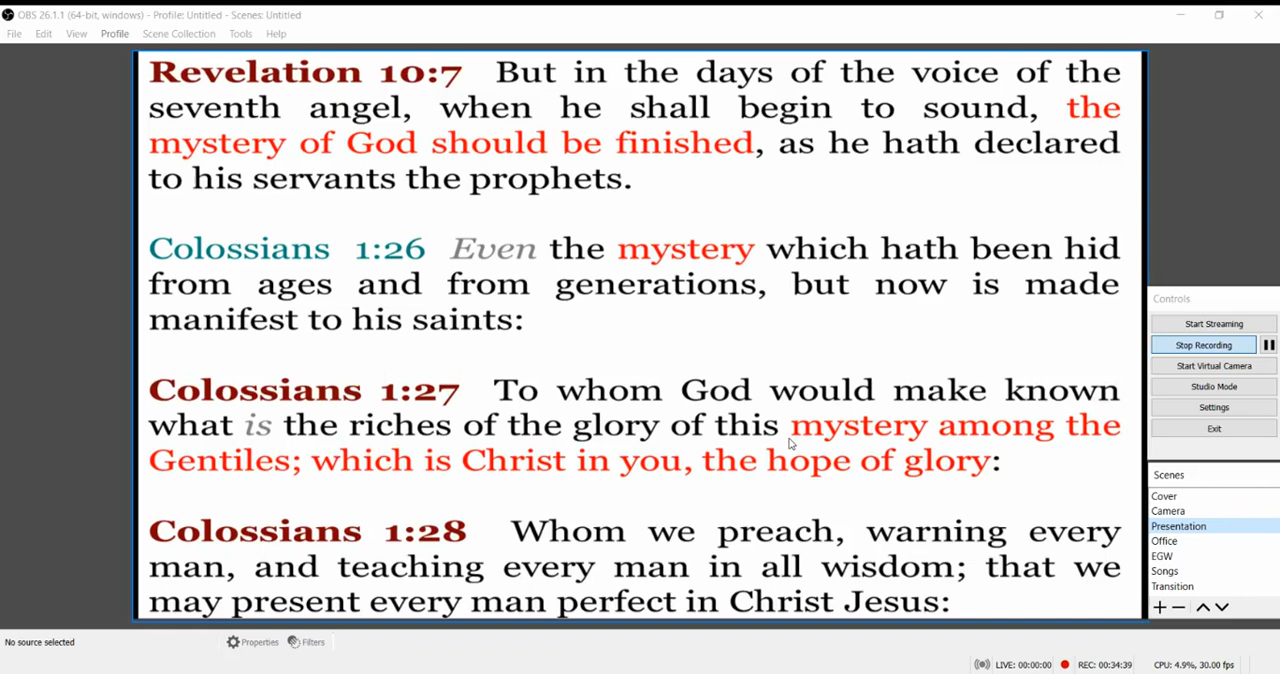 OBS 26.1.1 (64-bit, windows) - Profile: Untitled - Scenes: Untitled
File Edit View Profile Scene Collection Tools Help
Revelation 10:7 But in the days of the voice of the
seventh angel, when he shall begin to sound, the
mystery of God should be finished, as he hath declared
to his servants the prophets.
Colossians 1:26 Even the mystery which hath been hid
from ages and from generations, but now is made
manifest to his saints:
Colossians 1:27 To whom God would make known
what is the riches of the glory of this mystery among the
Gentiles; which is Christ in you, the hope of glory:
Colossians 1:28 Whom we preach, warning every
man, and teaching every man in all wisdom; that we
may present every man perfect in Christ Jesus:
Controls
Start Streaming
Stop Recording
Start Virtual Camera
Studio Mode
Settings
Exit
Scenes
Cover
Camera
Presentation
Office
EGW
Songs
Transition
No source selected Properties Filters
LIVE: 00:00:00 REC: 00:34:39 CPU: 4.9%, 30.00 fps